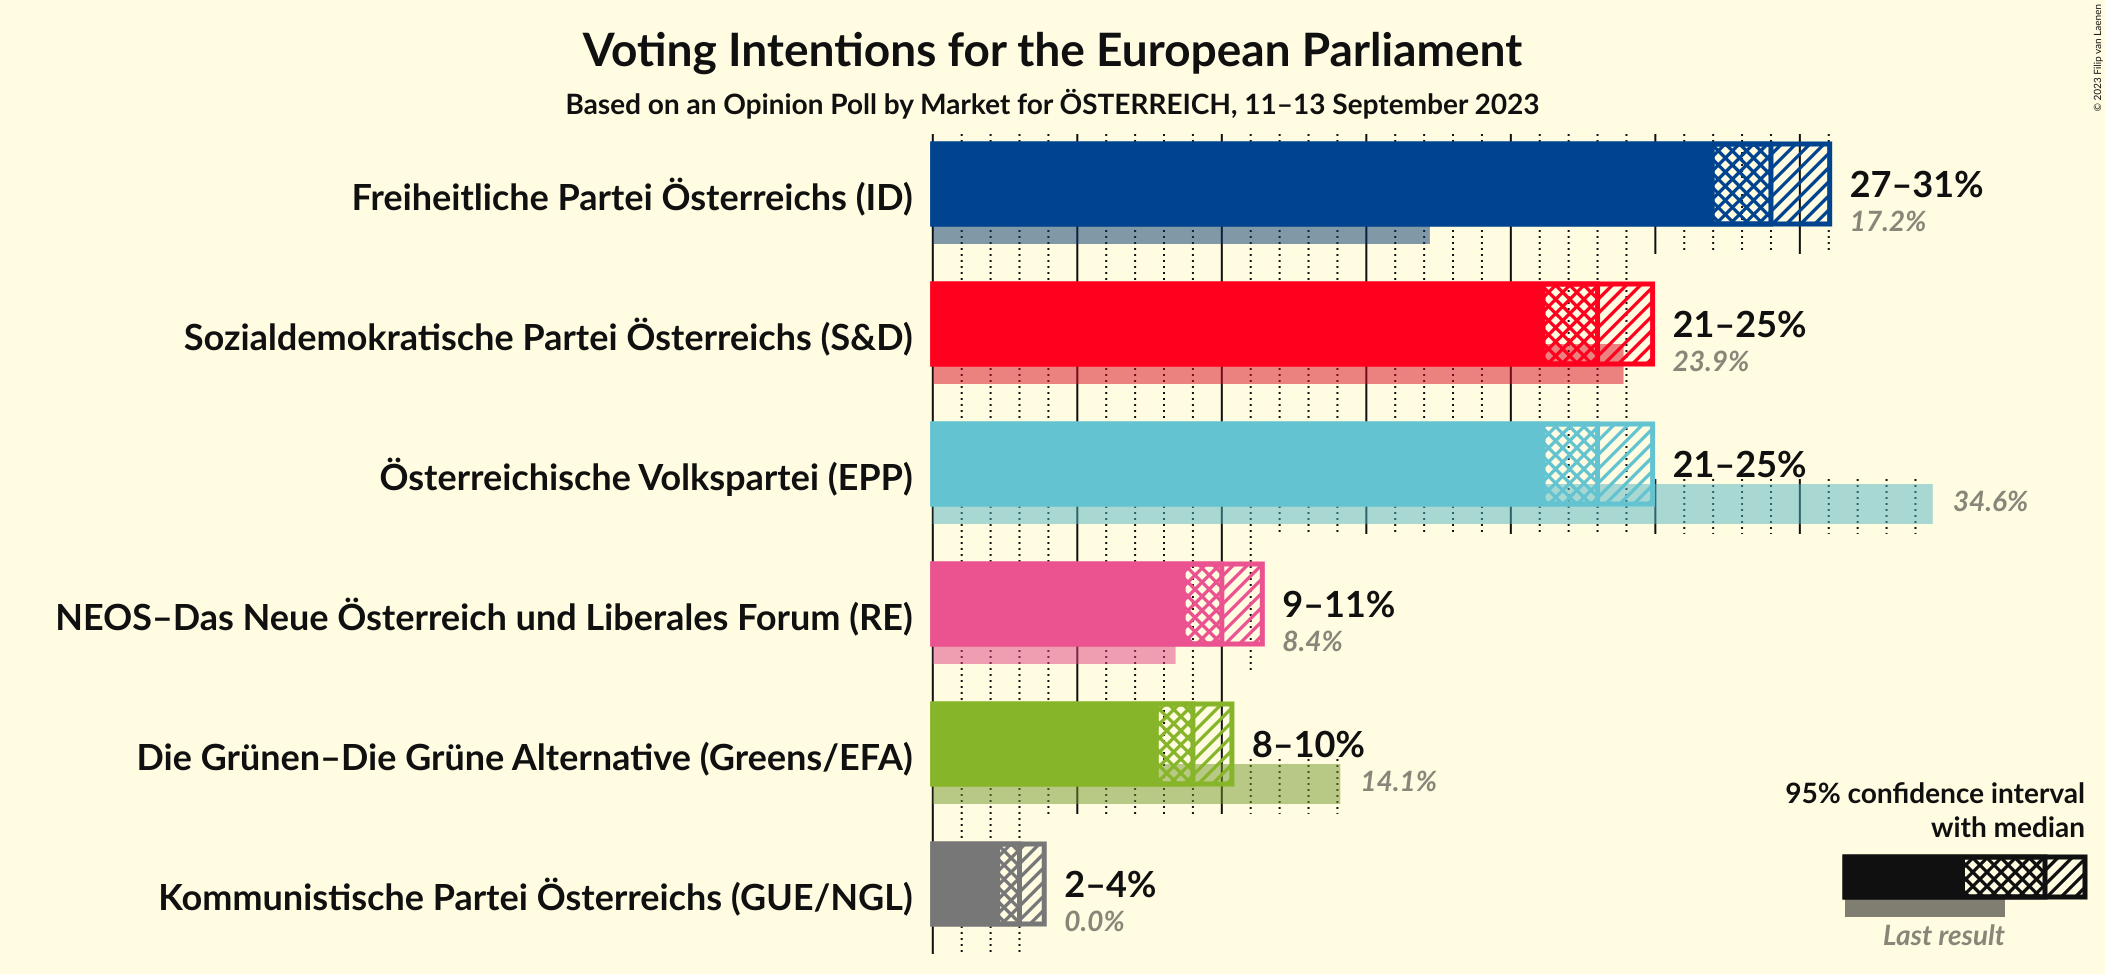 Voting Intentions for the European Parliament
Based on an Opinion Poll by Market for ÖSTERREICH, 11–13 September 2023
© 2023 Filip van Laenen
Freiheitliche Partei Österreichs (ID)
27–31%
17.2%
Sozialdemokratische Partei Österreichs (S&D)
21–25%
23.9%
Österreichische Volkspartei (EPP)
21–25%
34.6%
NEOS–Das Neue Österreich und Liberales Forum (RE)
9–11%
8.4%
Die Grünen–Die Grüne Alternative (Greens/EFA)
8–10%
14.1%
Kommunistische Partei Österreichs (GUE/NGL)
2–4%
0.0%
95% confidence interval
with median
Last result